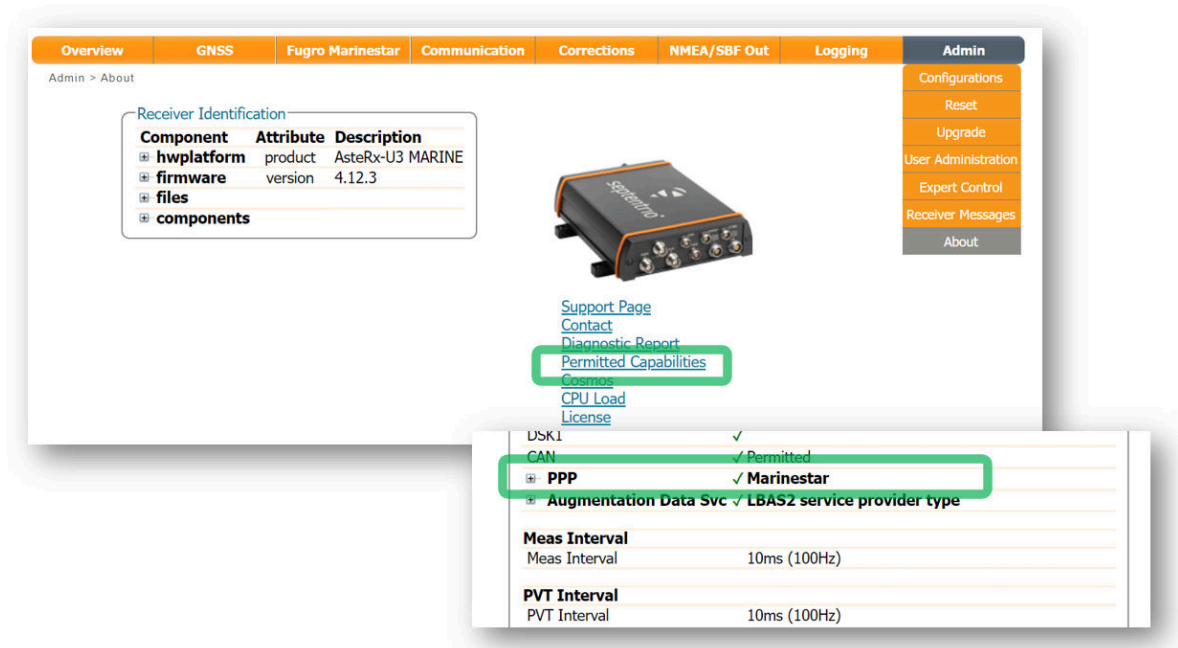 Overview GNSS Fugro Marinestar Communication Corrections NMEA/SBF Out Logging Admin
Admin > About
Configurations
Reset
Upgrade
User Administration
Expert Control
Receiver Messages
About
Receiver Identification
Component Attribute Description
hwplatform product AsteRx-U3 MARINE
firmware version 4.12.3
files
components
septentrio
Support Page
Contact
Diagnostic Report
Permitted Capabilities
Cosmos
CPU Load
License
DSK1 ✓
CAN ✓ Permitted
PPP ✓ Marinestar
Augmentation Data Svc ✓ LBAS2 service provider type
Meas Interval
Meas Interval 10ms (100Hz)
PVT Interval
PVT Interval 10ms (100Hz)